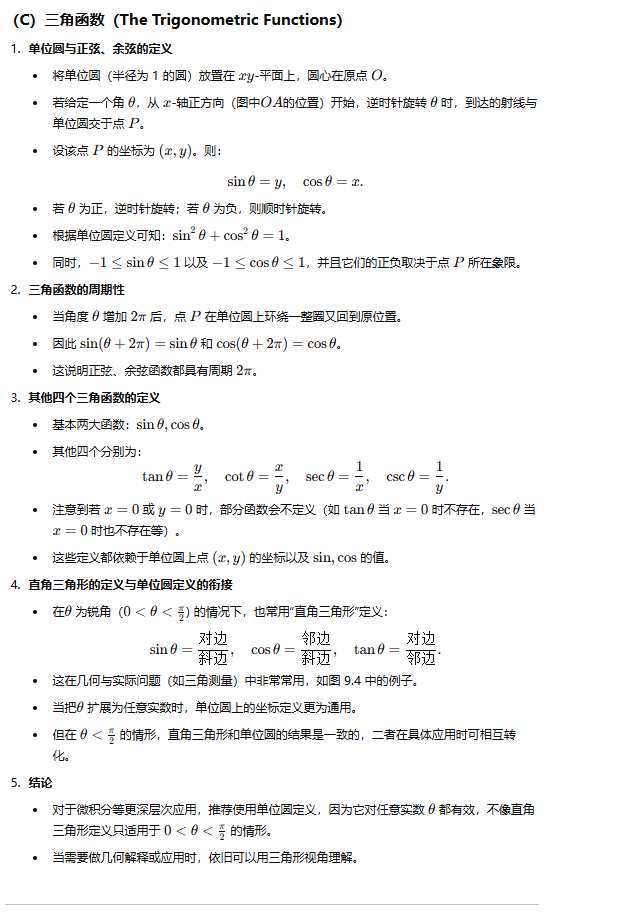 （C）三角函数（The Trigonometric Functions）
1. 单位圆与正弦、余弦的定义
• 将单位圆（半径为 1 的圆）放置在 xy-平面上，圆心在原点 O。
• 若给定一个角 θ，从 x-轴正方向（图中OA的位置）开始，逆时针旋转 θ 时，到达的射线与
单位圆交于点 P。
• 设该点 P 的坐标为 (x, y)。则：
sin θ = y, cos θ = x.
• 若 θ 为正，逆时针旋转；若 θ 为负，则顺时针旋转。
• 根据单位圆定义可知：sin² θ + cos² θ = 1。
• 同时，−1 ≤ sin θ ≤ 1 以及 −1 ≤ cos θ ≤ 1，并且它们的正负取决于点 P 所在象限。
2. 三角函数的周期性
• 当角度 θ 增加 2π 后，点 P 在单位圆上环绕一整圈又回到原位置。
• 因此 sin(θ + 2π) = sin θ 和 cos(θ + 2π) = cos θ。
• 这说明正弦、余弦函数都具有周期 2π。
3. 其他四个三角函数的定义
• 基本两大函数：sin θ, cos θ。
• 其他四个分别为：
tan θ = y/x, cot θ = x/y, sec θ = 1/x, csc θ = 1/y.
• 注意到若 x = 0 或 y = 0 时，部分函数会不定义（如 tan θ 当 x = 0 时不存在，sec θ 当
x = 0 时也不存在等）。
• 这些定义都依赖于单位圆上点 (x, y) 的坐标以及 sin, cos 的值。
4. 直角三角形的定义与单位圆定义的衔接
• 在θ 为锐角（0 < θ < π/2) 的情况下，也常用“直角三角形”定义：
sin θ = 对边/斜边, cos θ = 邻边/斜边, tan θ = 对边/邻边.
• 这在几何与实际问题（如三角测量）中非常常用，如图 9.4 中的例子。
• 当把θ 扩展为任意实数时，单位圆上的坐标定义更为通用。
• 但在 θ < π/2 的情形，直角三角形和单位圆的结果是一致的，二者在具体应用时可相互转
化。
5. 结论
• 对于微积分等更深层次应用，推荐使用单位圆定义，因为它对任意实数 θ 都有效，不像直角
三角形定义只适用于 0 < θ < π/2 的情形。
• 当需要做几何解释或应用时，依旧可以用三角形视角理解。